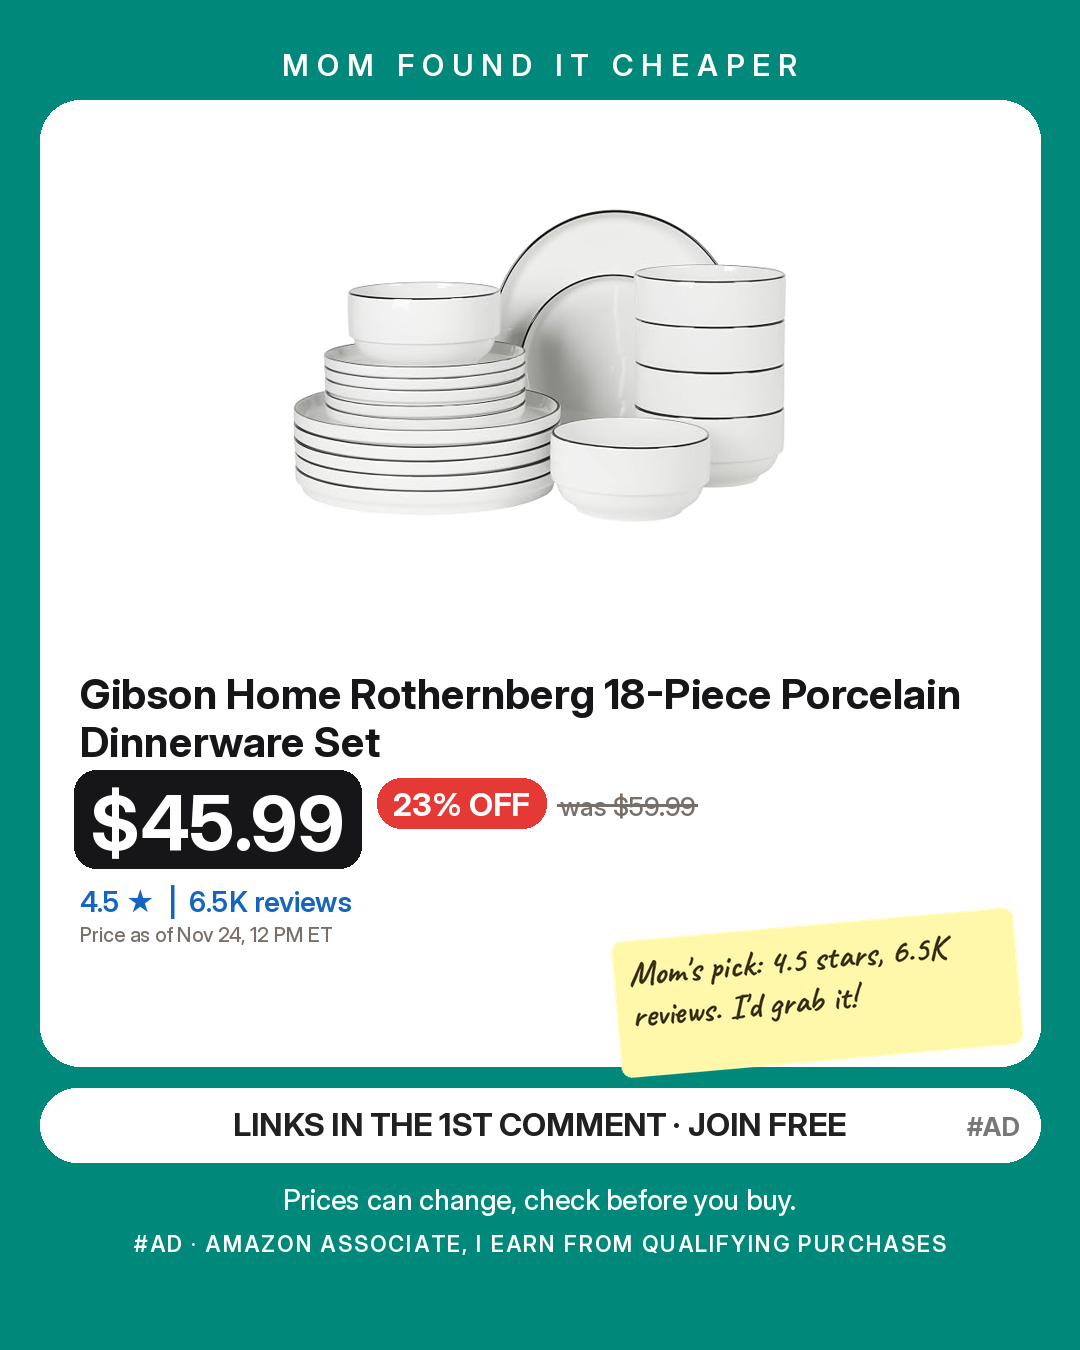 MOM FOUND IT CHEAPER
Gibson Home Rothernberg 18-Piece Porcelain
Dinnerware Set
$45.99
23% OFF
was $59.99
4.5 ★ | 6.5K reviews
Price as of Nov 24, 12 PM ET
Mom's pick: 4.5 stars, 6.5K
reviews. I'd grab it!
LINKS IN THE 1ST COMMENT · JOIN FREE
#AD
Prices can change, check before you buy.
#AD · AMAZON ASSOCIATE, I EARN FROM QUALIFYING PURCHASES